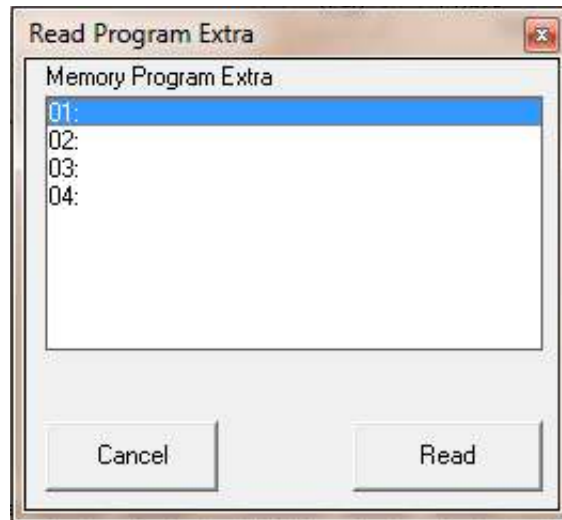 Read Program Extra
Memory Program Extra
01:
02:
03:
04:
Cancel
Read